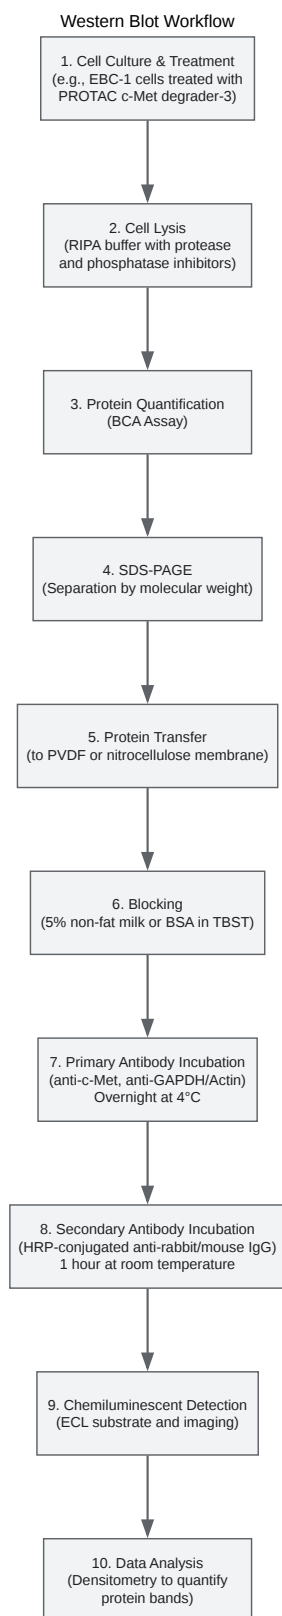 Western Blot Workflow
1. Cell Culture & Treatment
(e.g., EBC-1 cells treated with
PROTAC c-Met degrader-3)
2. Cell Lysis
(RIPA buffer with protease
and phosphatase inhibitors)
3. Protein Quantification
(BCA Assay)
4. SDS-PAGE
(Separation by molecular weight)
5. Protein Transfer
(to PVDF or nitrocellulose membrane)
6. Blocking
(5% non-fat milk or BSA in TBST)
7. Primary Antibody Incubation
(anti-c-Met, anti-GAPDH/Actin)
Overnight at 4°C
8. Secondary Antibody Incubation
(HRP-conjugated anti-rabbit/mouse IgG)
1 hour at room temperature
9. Chemiluminescent Detection
(ECL substrate and imaging)
10. Data Analysis
(Densitometry to quantify
protein bands)